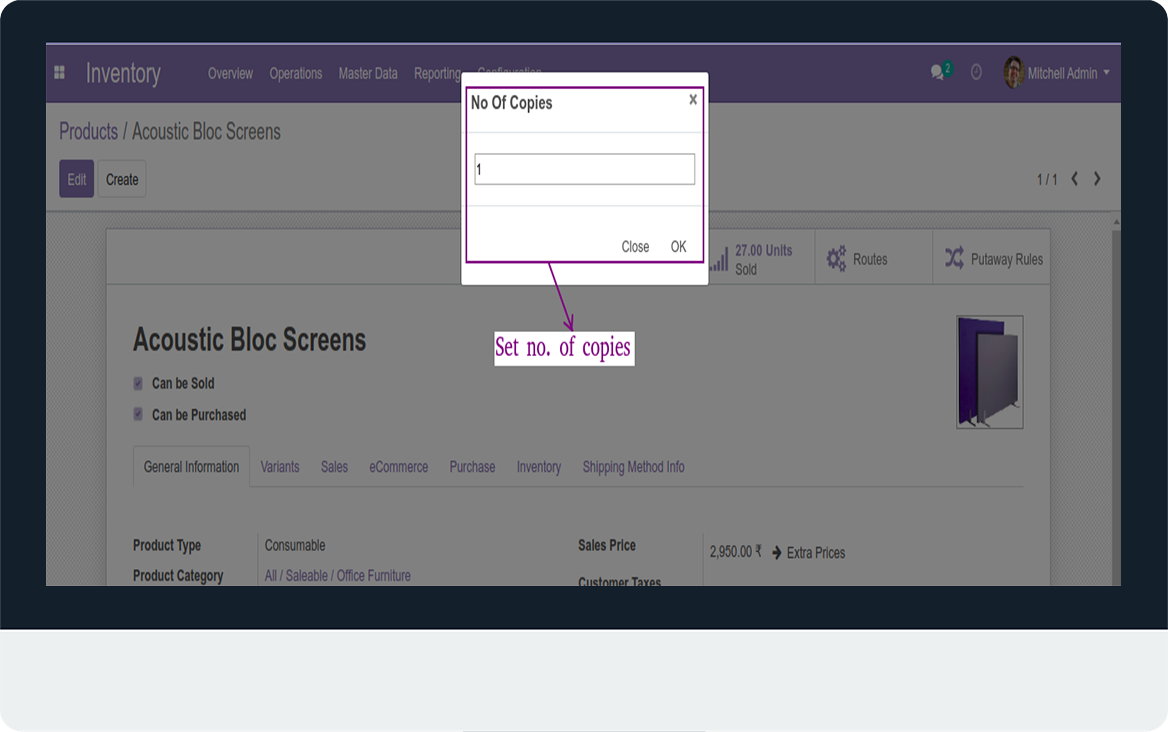 Inventory Overview Operations Master Data Reporting Configuration 2 Mitchell Admin
No Of Copies ×
Products / Acoustic Bloc Screens
1
Edit Create 1 / 1
Close OK
27.00 Units
Sold
Routes
Putaway Rules
Set no. of copies
Acoustic Bloc Screens
Can be Sold
Can be Purchased
General Information Variants Sales eCommerce Purchase Inventory Shipping Method Info
Product Type Consumable
Product Category All / Saleable / Office Furniture
Sales Price 2,950.00 ₹ Extra Prices
Customer Taxes